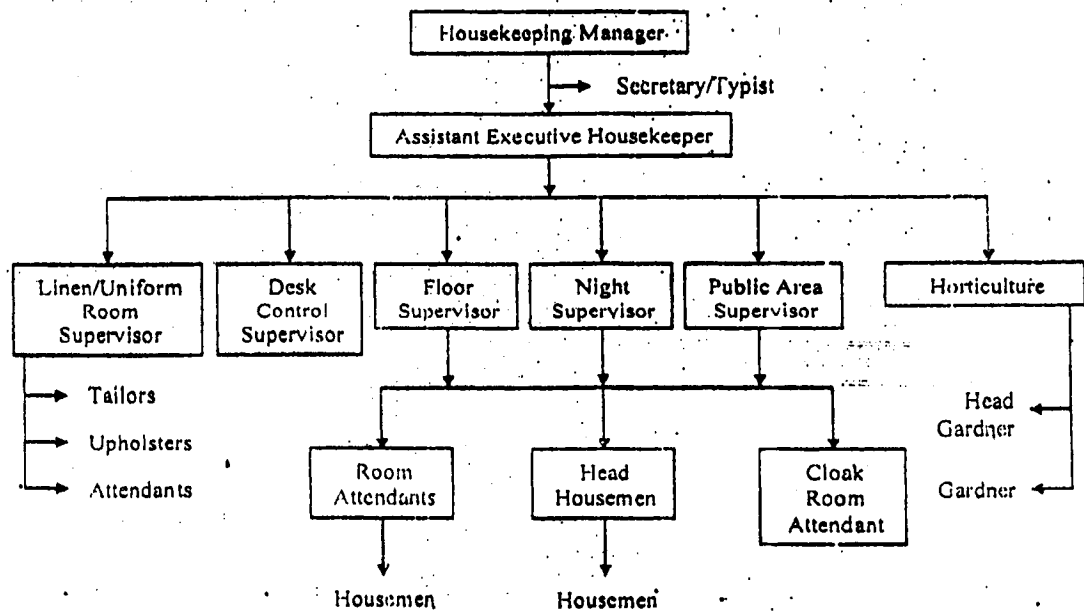 Housekeeping Manager
Secretary/Typist
Assistant Executive Housekeeper
Linen/Uniform
Room
Supervisor
Desk
Control
Supervisor
Floor
Supervisor
Night
Supervisor
Public Area
Supervisor
Horticulture
Tailors
Upholsters
Attendants
Head
Gardner
Gardner
Room
Attendants
Head
Housemen
Cloak
Room
Attendant
Housemen
Housemen